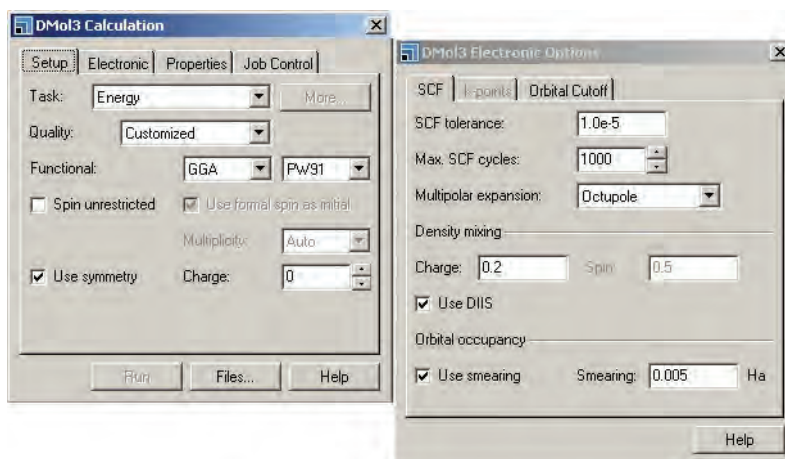 DMol3 Calculation
Setup Electronic Properties Job Control
Task: Energy More...
Quality: Customized
Functional: GGA PW91
Spin unrestricted Use formal spin as initial
Multiplicity: Auto
Use symmetry Charge: 0
Run Files... Help
DMol3 Electronic Options
SCF k-points Orbital Cutoff
SCF tolerance: 1.0e-5
Max. SCF cycles: 1000
Multipolar expansion: Octupole
Density mixing
Charge: 0.2 Spin: 0.5
Use DIIS
Orbital occupancy
Use smearing Smearing: 0.005 Ha
Help